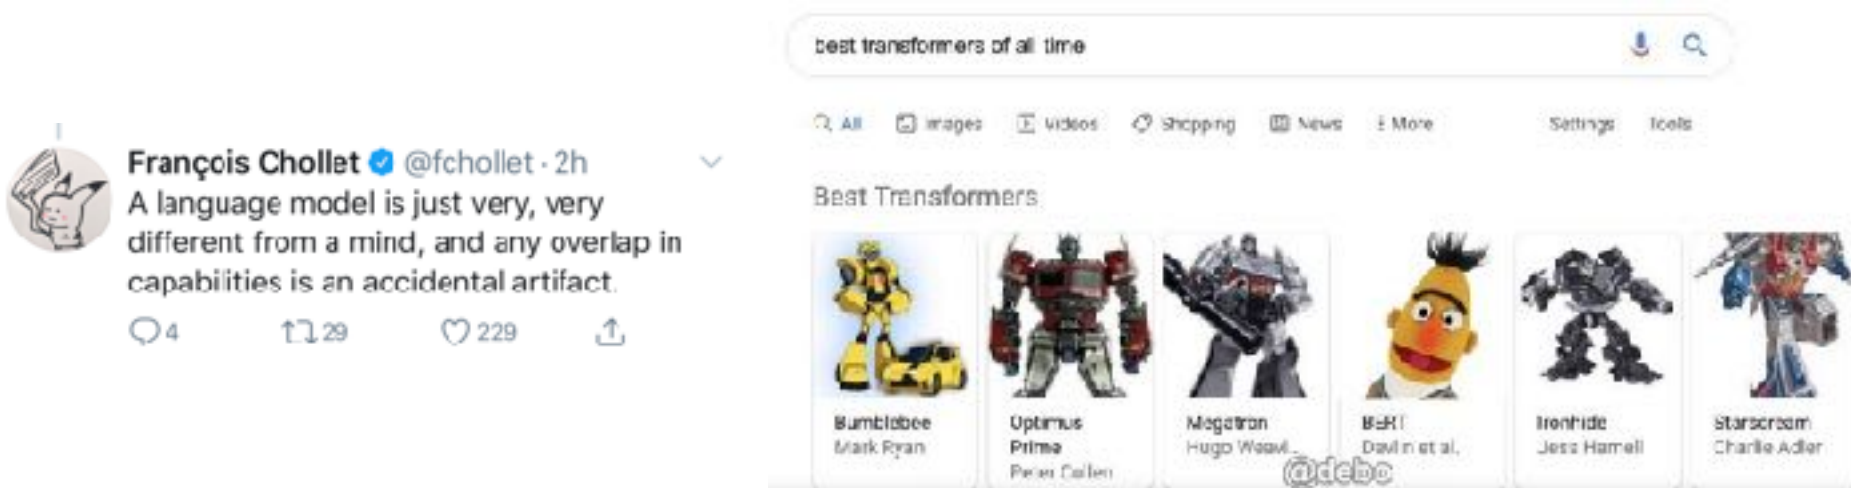 François Chollet @fchollet · 2h
A language model is just very, very
different from a mind, and any overlap in
capabilities is an accidental artifact.
4 29 229
best transformers of all time
All Images Videos Shopping News More Settings Tools
Best Transformers
Bumblebee
Mark Ryan
Optimus
Prime
Peter Cullen
Megatron
Hugo Weavi...
BERT
Devlin et al.
Ironhide
Jess Harnell
Starscream
Charlie Adler
@debo